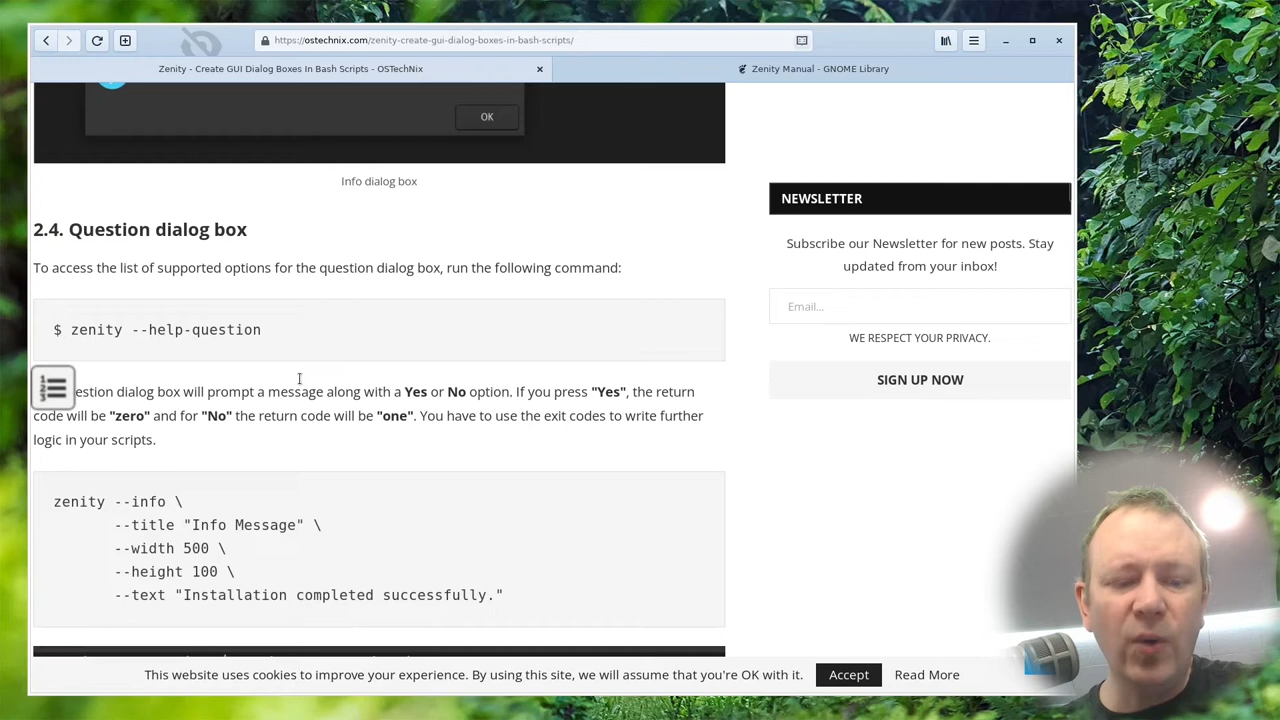 https://ostechnix.com/zenity-create-gui-dialog-boxes-in-bash-scripts/
Zenity - Create GUI Dialog Boxes In Bash Scripts - OSTechNix
Zenity Manual - GNOME Library
OK
Info dialog box
2.4. Question dialog box
To access the list of supported options for the question dialog box, run the following command:
$ zenity --help-question
estion dialog box will prompt a message along with a Yes or No option. If you press "Yes", the return
code will be "zero" and for "No" the return code will be "one". You have to use the exit codes to write further
logic in your scripts.
zenity --info \
--title "Info Message" \
--width 500 \
--height 100 \
--text "Installation completed successfully."
NEWSLETTER
Subscribe our Newsletter for new posts. Stay
updated from your inbox!
Email...
WE RESPECT YOUR PRIVACY.
SIGN UP NOW
This website uses cookies to improve your experience. By using this site, we will assume that you're OK with it.
Accept
Read More